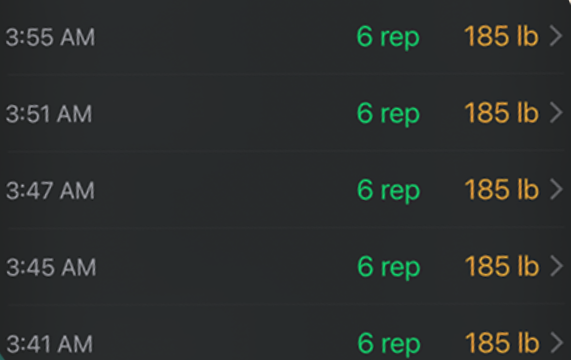 3:55 AM 6 rep 185 lb
3:51 AM 6 rep 185 lb
3:47 AM 6 rep 185 lb
3:45 AM 6 rep 185 lb
3:41 AM 6 rep 185 lb